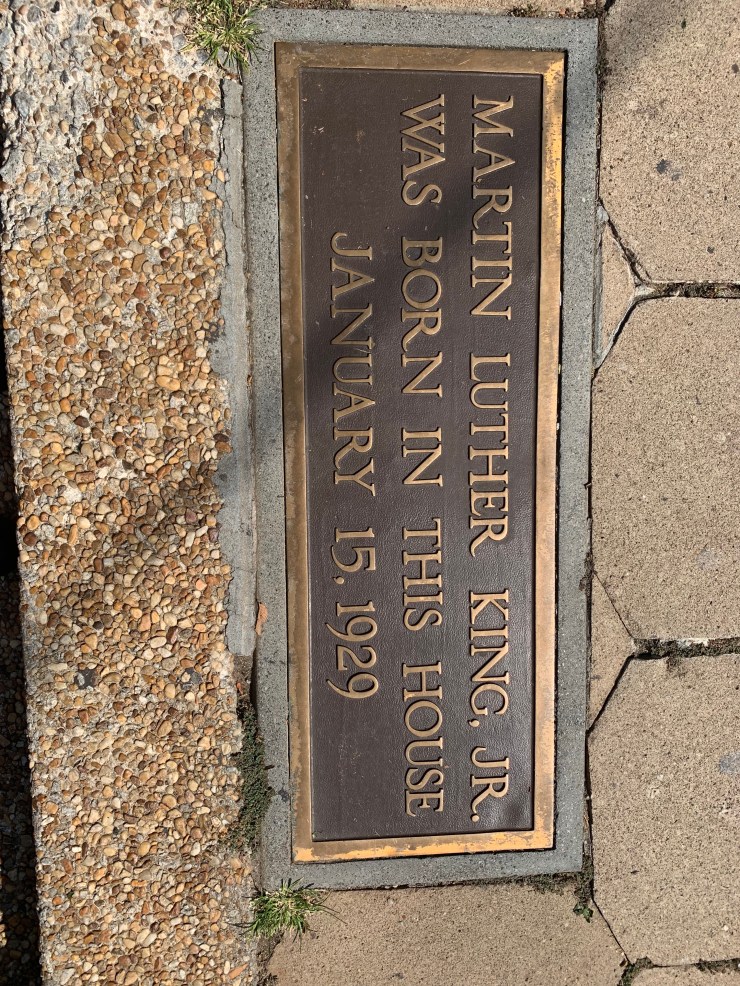 MARTIN LUTHER KING, JR.
WAS BORN IN THIS HOUSE
JANUARY 15, 1929